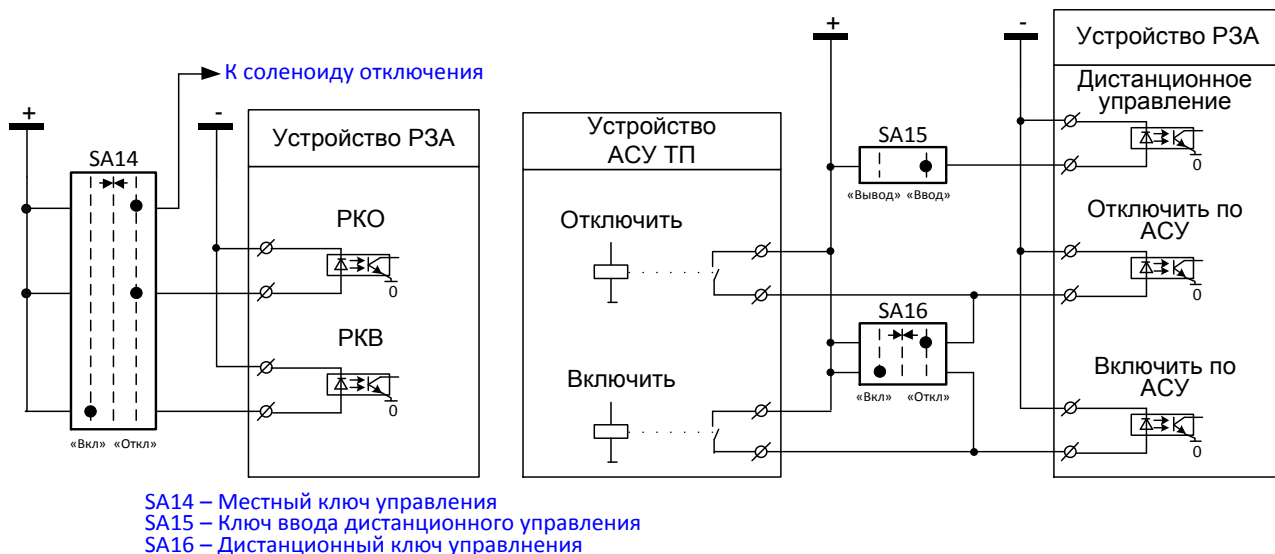 К соленоиду отключения
+
-
SA14
Устройство РЗА
РКО
0
РКВ
0
«Вкл» «Откл»
Устройство
АСУ ТП
Отключить
Включить
+
-
SA15
«Вывод» «Ввод»
SA16
«Вкл» «Откл»
Устройство РЗА
Дистанционное
управление
0
Отключить по
АСУ
0
Включить по
АСУ
0
SA14 – Местный ключ управления
SA15 – Ключ ввода дистанционного управления
SA16 – Дистанционный ключ управлнения